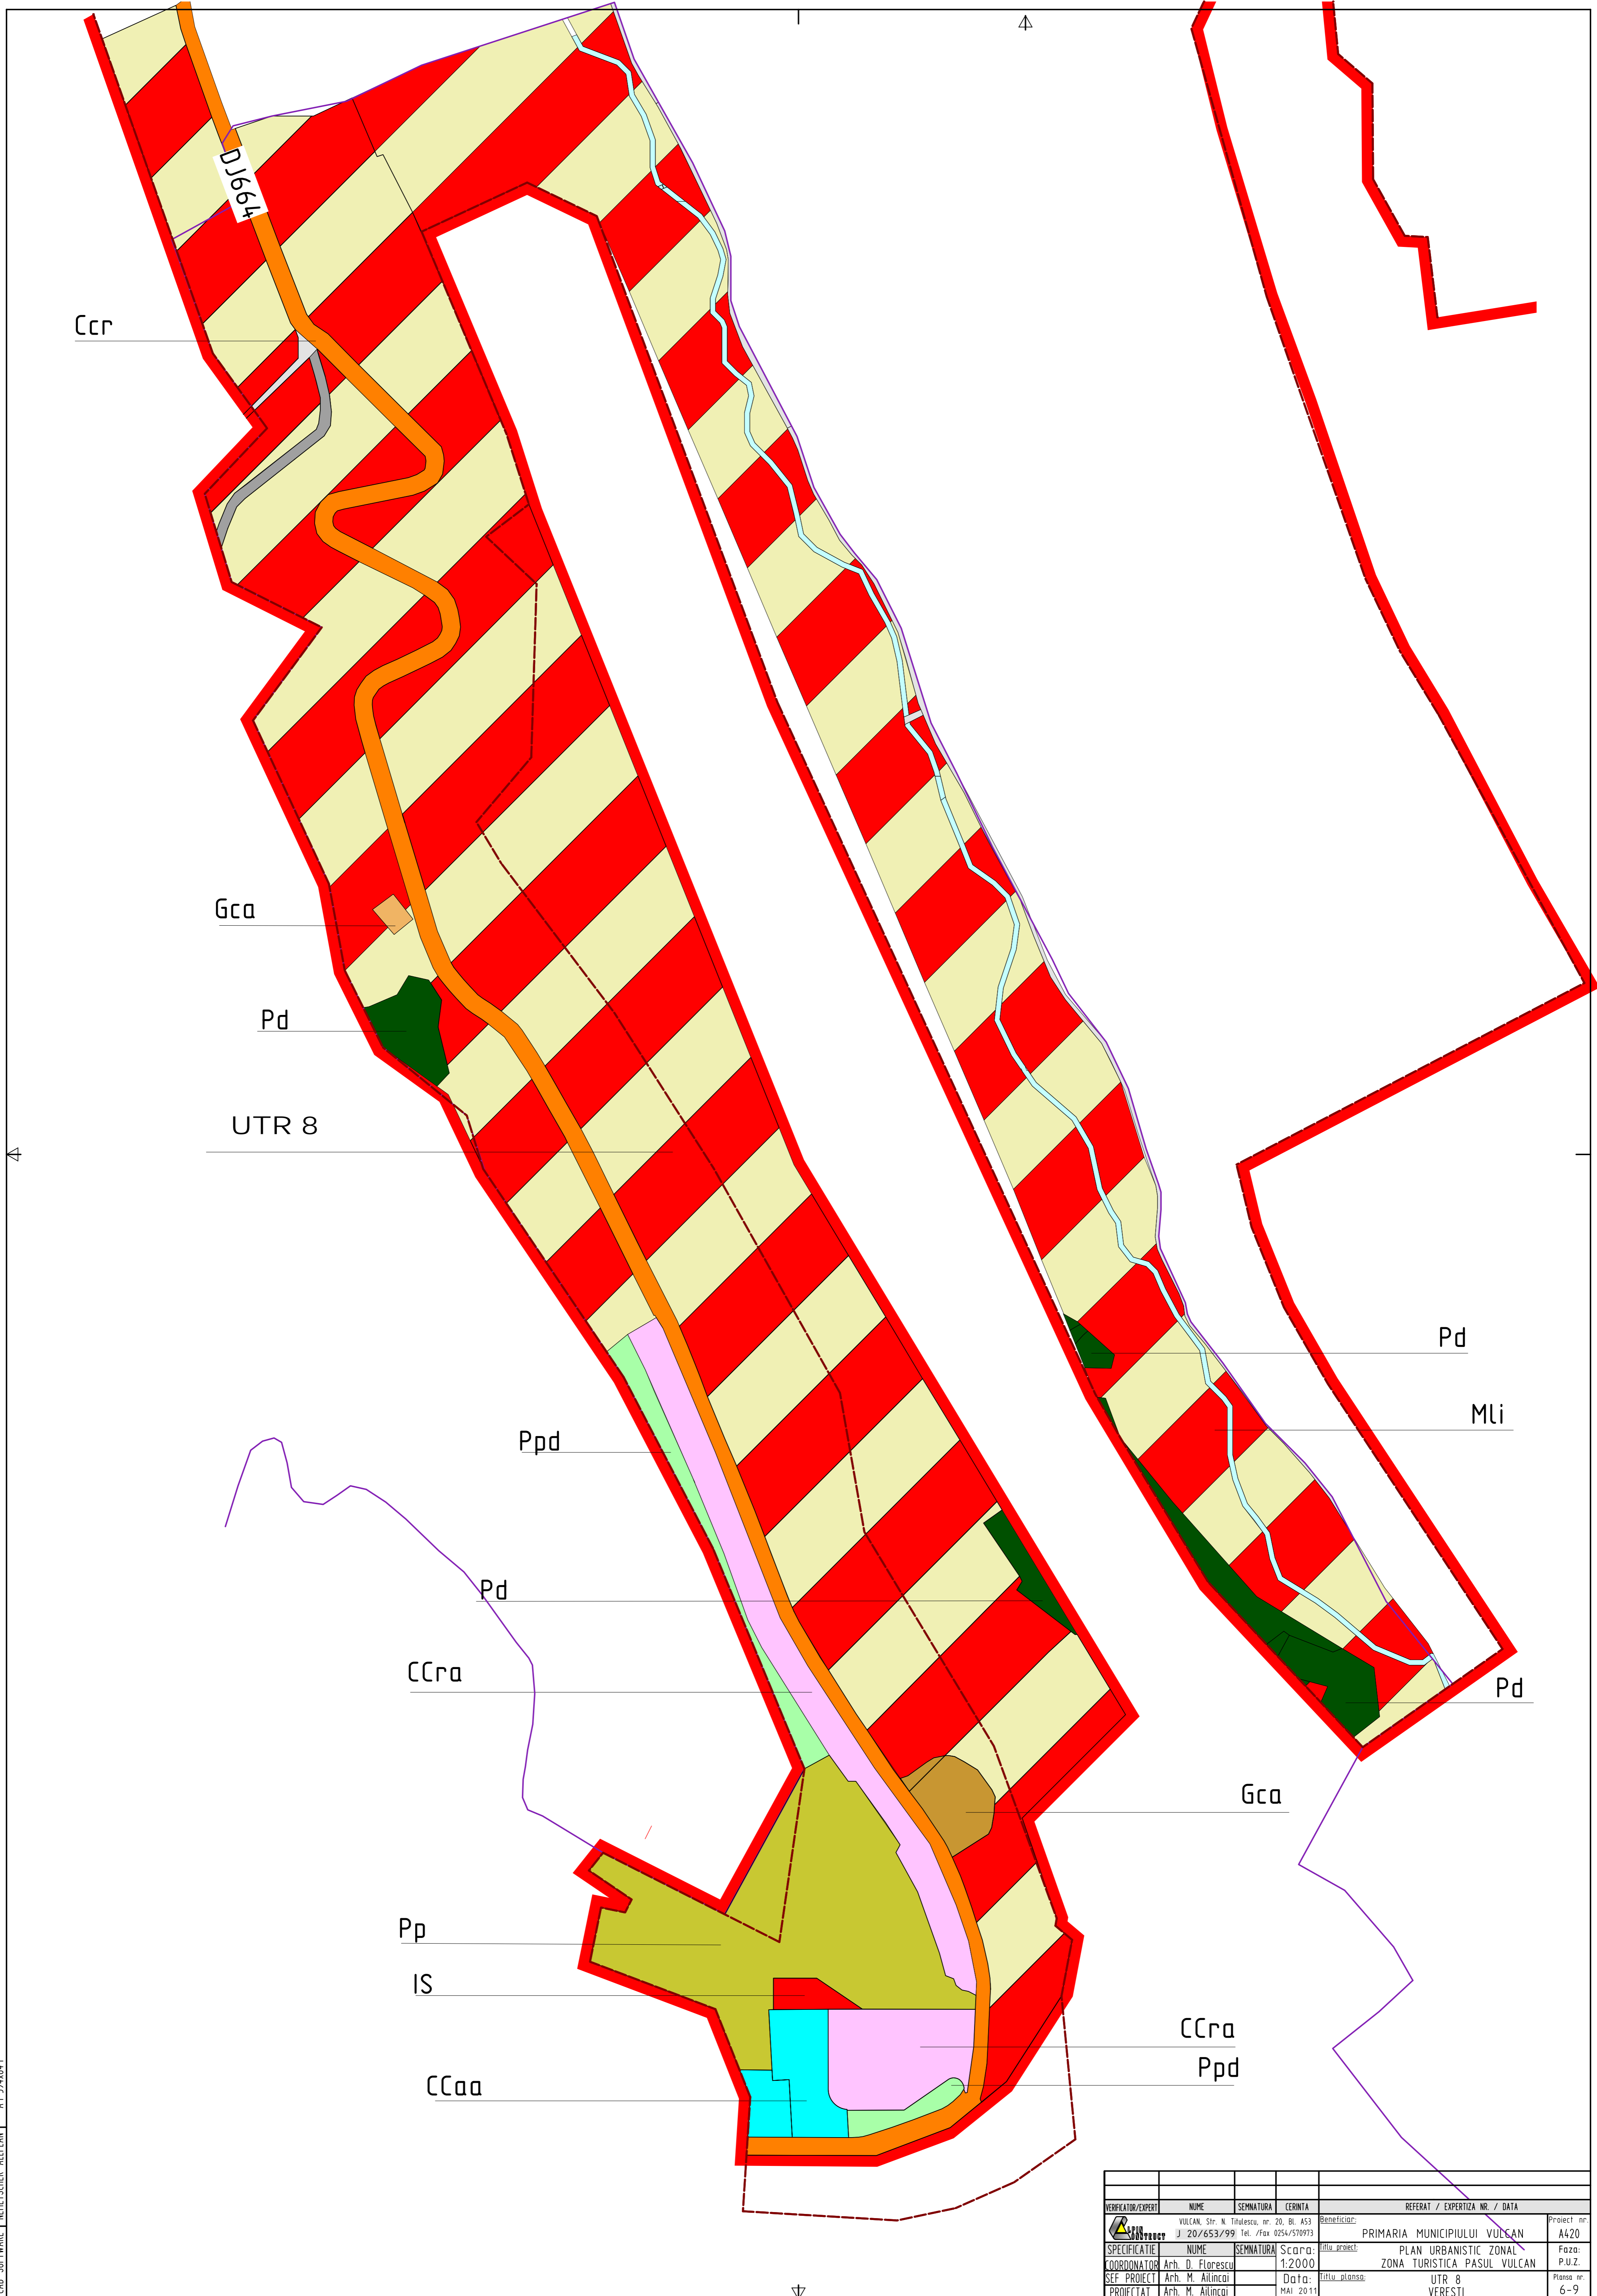 DJ664
Ccr
Gca
Pd
UTR 8
Pd
Mli
Ppd
Pd
CCra
Pd
Gca
Pp
IS
CCra
Ppd
CCaa
VERIFICATOR/EXPERT NUME SEMNATURA CERINTA REFERAT / EXPERTIZA NR. / DATA
VULCAN, Str. N. Titulescu, nr. 20, Bl. A53
J 20/653/99 Tel. /Fax 0254/570973
Beneficiar:
PRIMARIA MUNICIPIULUI VULCAN
Proiect nr.
A420
SPECIFICATIE NUME SEMNATURA Scara:
1:2000
Titlu proiect:
PLAN URBANISTIC ZONAL
ZONA TURISTICA PASUL VULCAN
Faza:
P.U.Z.
COORDONATOR Arh. D. Florescu
SEF PROIECT Arh. M. Ailincai
Data:
MAI 2011
Titlu plansa:
UTR 8
VERESTI
Plansa nr.
6-9
PROIECTAT Arh. M. Ailincai